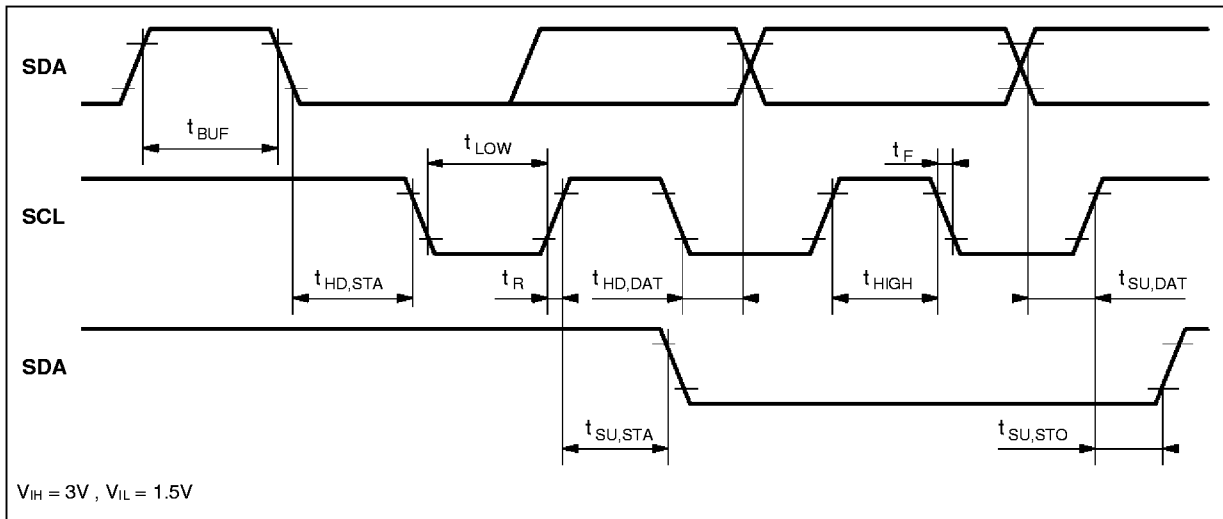 SDA
t BUF
t LOW
t F
SCL
t HD,STA
t R
t HD,DAT
t HIGH
t SU,DAT
SDA
t SU,STA
t SU,STO
VIH = 3V , VIL = 1.5V